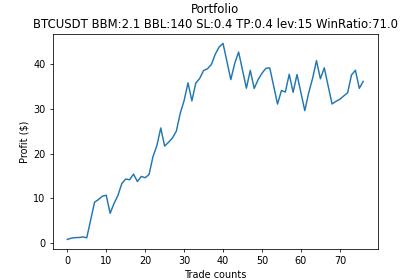 Portfolio
BTCUSDT BBM:2.1 BBL:140 SL:0.4 TP:0.4 lev:15 WinRatio:71.0
Profit ($)
40
30
20
10
0
0 10 20 30 40 50 60 70
Trade counts